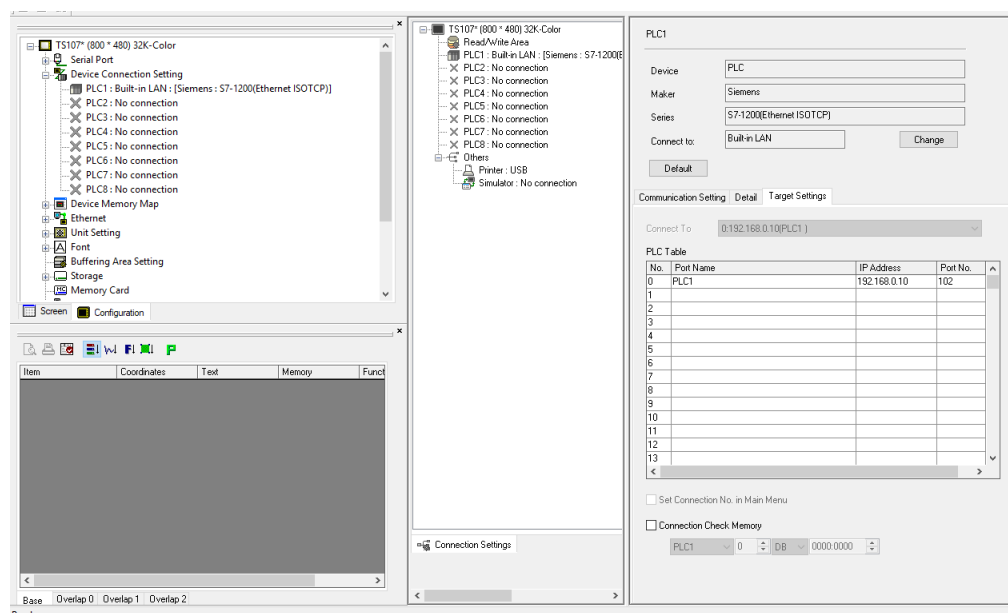 TS107* (800 * 480) 32K-Color
Serial Port
Device Connection Setting
PLC1 : Built-in LAN : [Siemens : S7-1200(Ethernet ISOTCP)]
PLC2 : No connection
PLC3 : No connection
PLC4 : No connection
PLC5 : No connection
PLC6 : No connection
PLC7 : No connection
PLC8 : No connection
Device Memory Map
Ethernet
Unit Setting
Font
Buffering Area Setting
Storage
Memory Card
Screen Configuration
Item Coordinates Text Memory Funct
Base Overlap 0 Overlap 1 Overlap 2
TS107* (800 * 480) 32K-Color
Read/Write Area
PLC1 : Built-in LAN : [Siemens : S7-1200(E
PLC2 : No connection
PLC3 : No connection
PLC4 : No connection
PLC5 : No connection
PLC6 : No connection
PLC7 : No connection
PLC8 : No connection
Others
Printer : USB
Simulator : No connection
Connection Settings
PLC1
Device PLC
Maker Siemens
Series S7-1200(Ethernet ISOTCP)
Connect to: Built-in LAN Change
Default
Communication Setting Detail Target Settings
Connect To 0:192.168.0.10(PLC1 )
PLC Table
No. Port Name IP Address Port No.
0 PLC1 192.168.0.10 102
1
2
3
4
5
6
7
8
9
10
11
12
13
Set Connection No. in Main Menu
Connection Check Memory
PLC1 0 DB 0000:0000